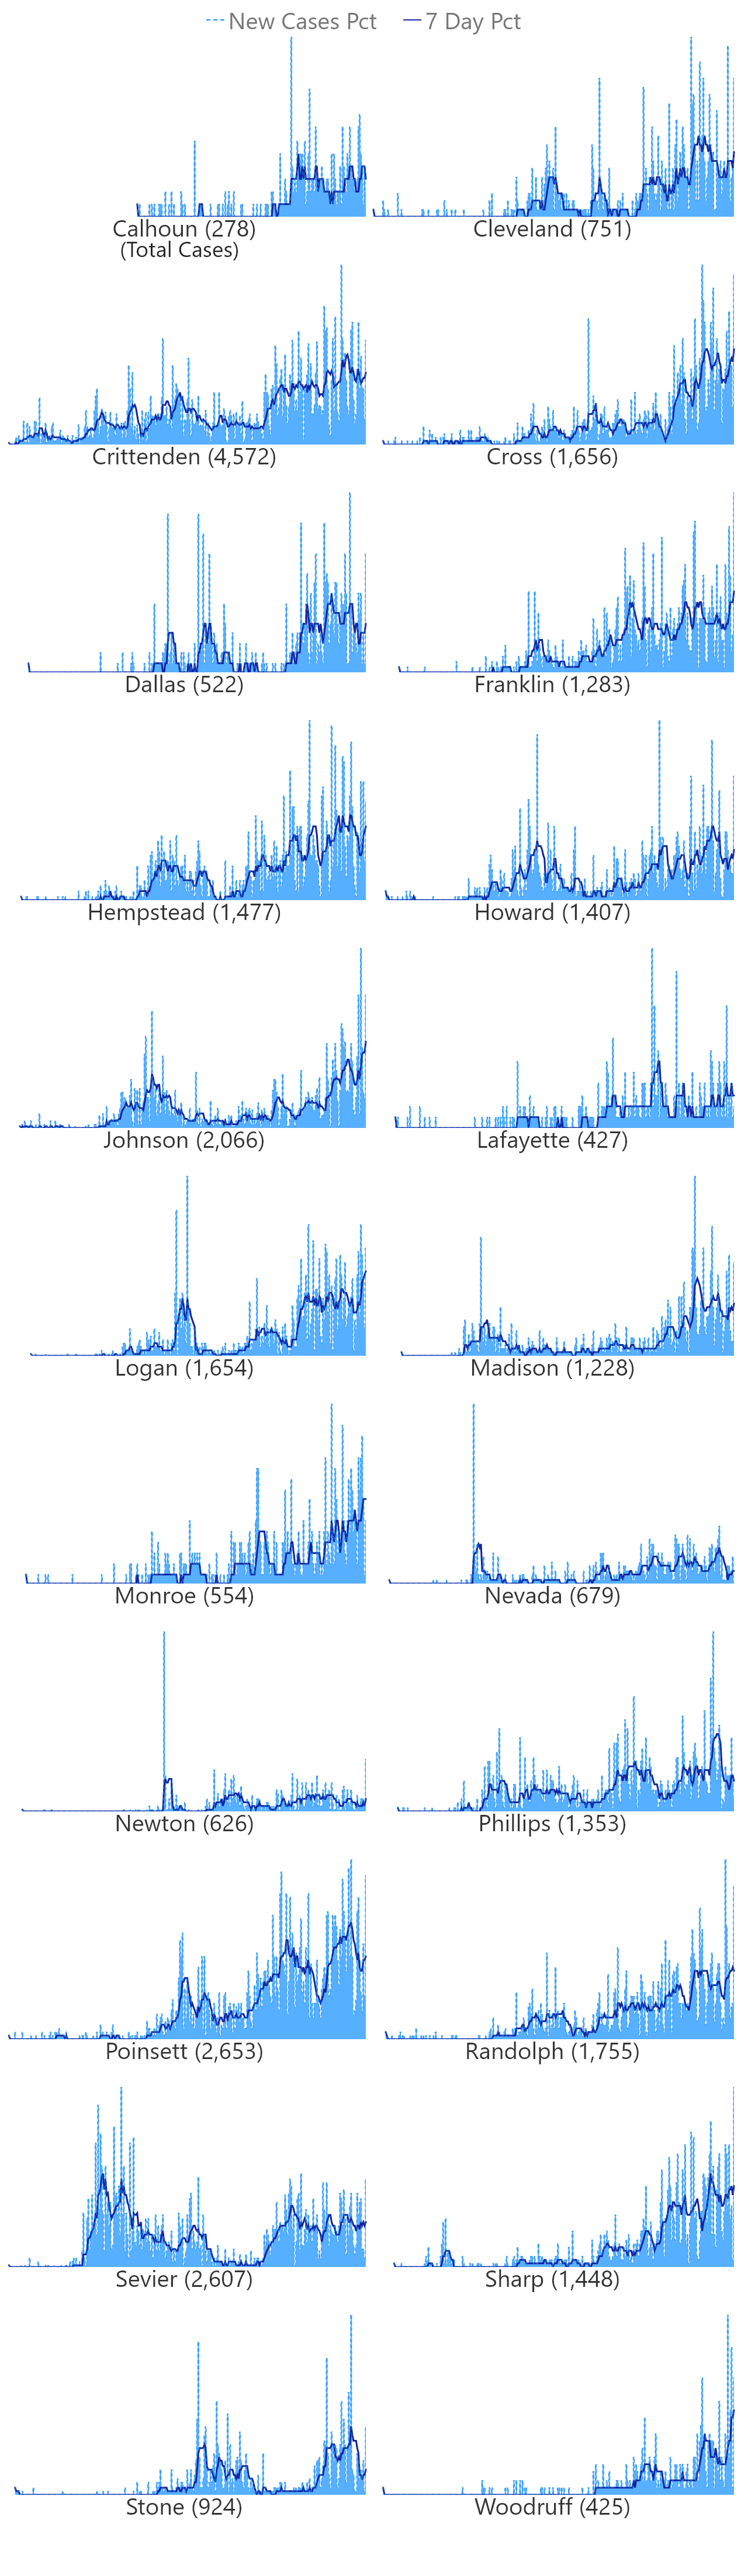 New Cases Pct 7 Day Pct
Calhoun (278) Cleveland (751)
(Total Cases)
Crittenden (4,572) Cross (1,656)
Dallas (522) Franklin (1,283)
Hempstead (1,477) Howard (1,407)
Johnson (2,066) Lafayette (427)
Logan (1,654) Madison (1,228)
Monroe (554) Nevada (679)
Newton (626) Phillips (1,353)
Poinsett (2,653) Randolph (1,755)
Sevier (2,607) Sharp (1,448)
Stone (924) Woodruff (425)